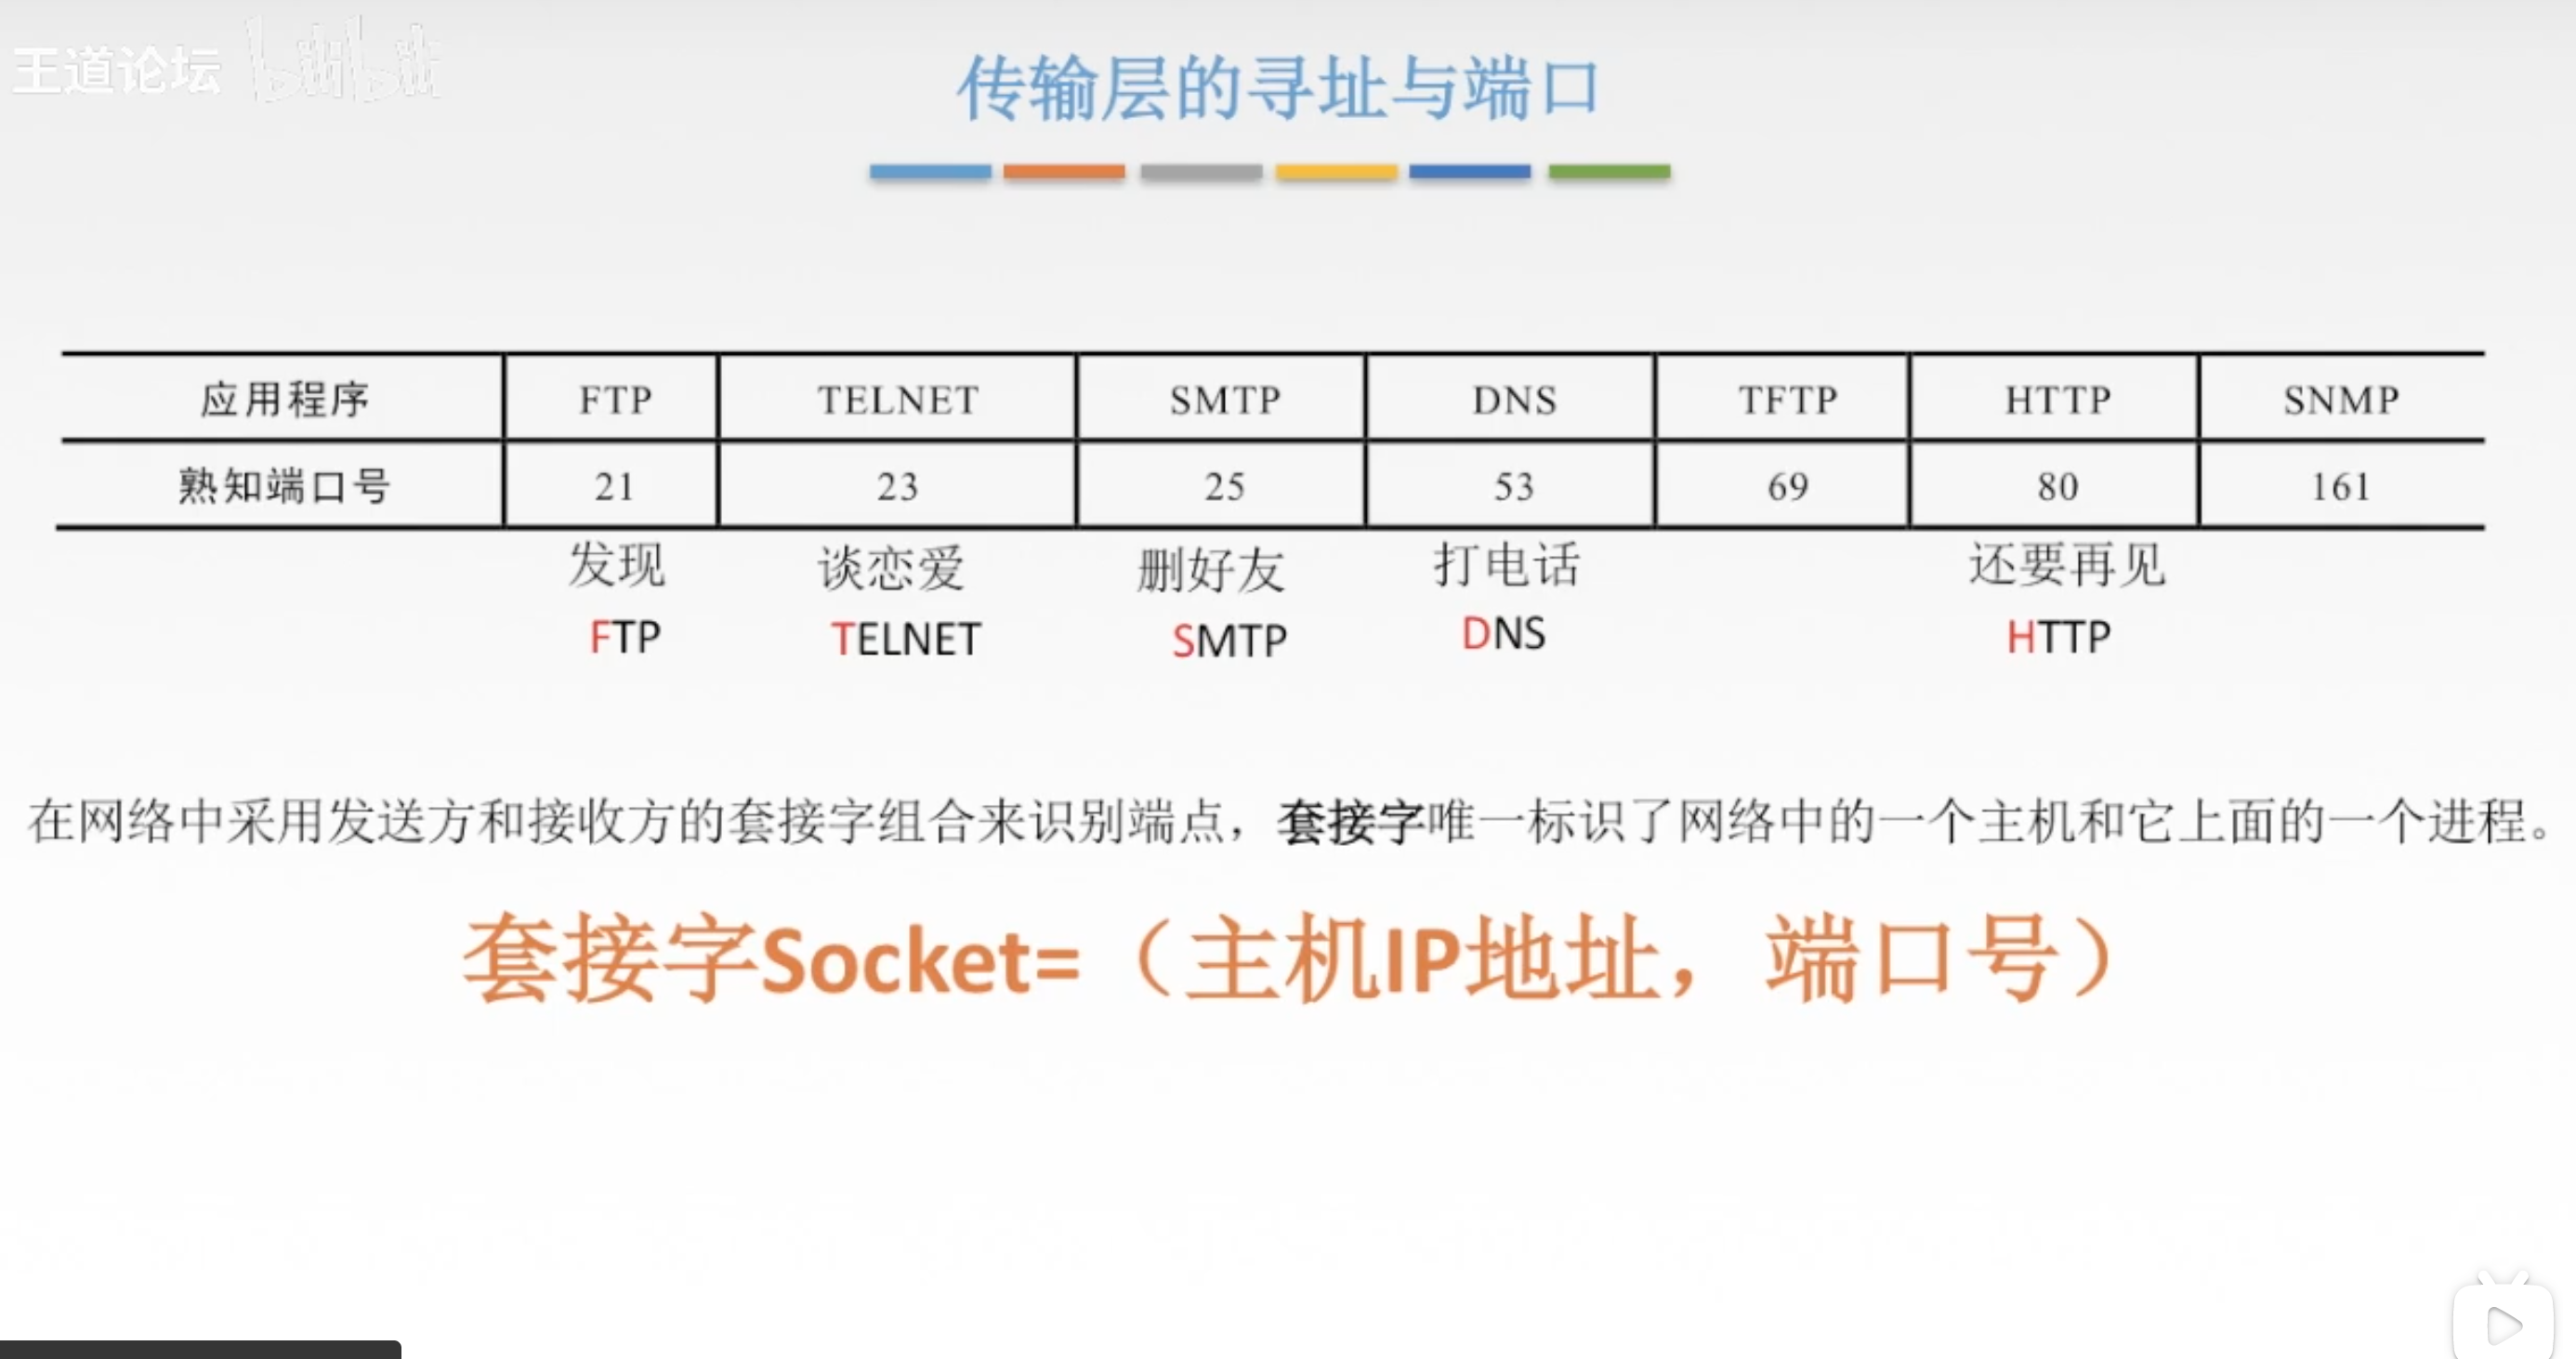 王道论坛 bilibili
传输层的寻址与端口
应用程序 FTP TELNET SMTP DNS TFTP HTTP SNMP
熟知端口号 21 23 25 53 69 80 161
发现 谈恋爱 删好友 打电话 还要再见
FTP TELNET SMTP DNS HTTP
在网络中采用发送方和接收方的套接字组合来识别端点，套接字唯一标识了网络中的一个主机和它上面的一个进程。
套接字Socket=（主机IP地址，端口号）